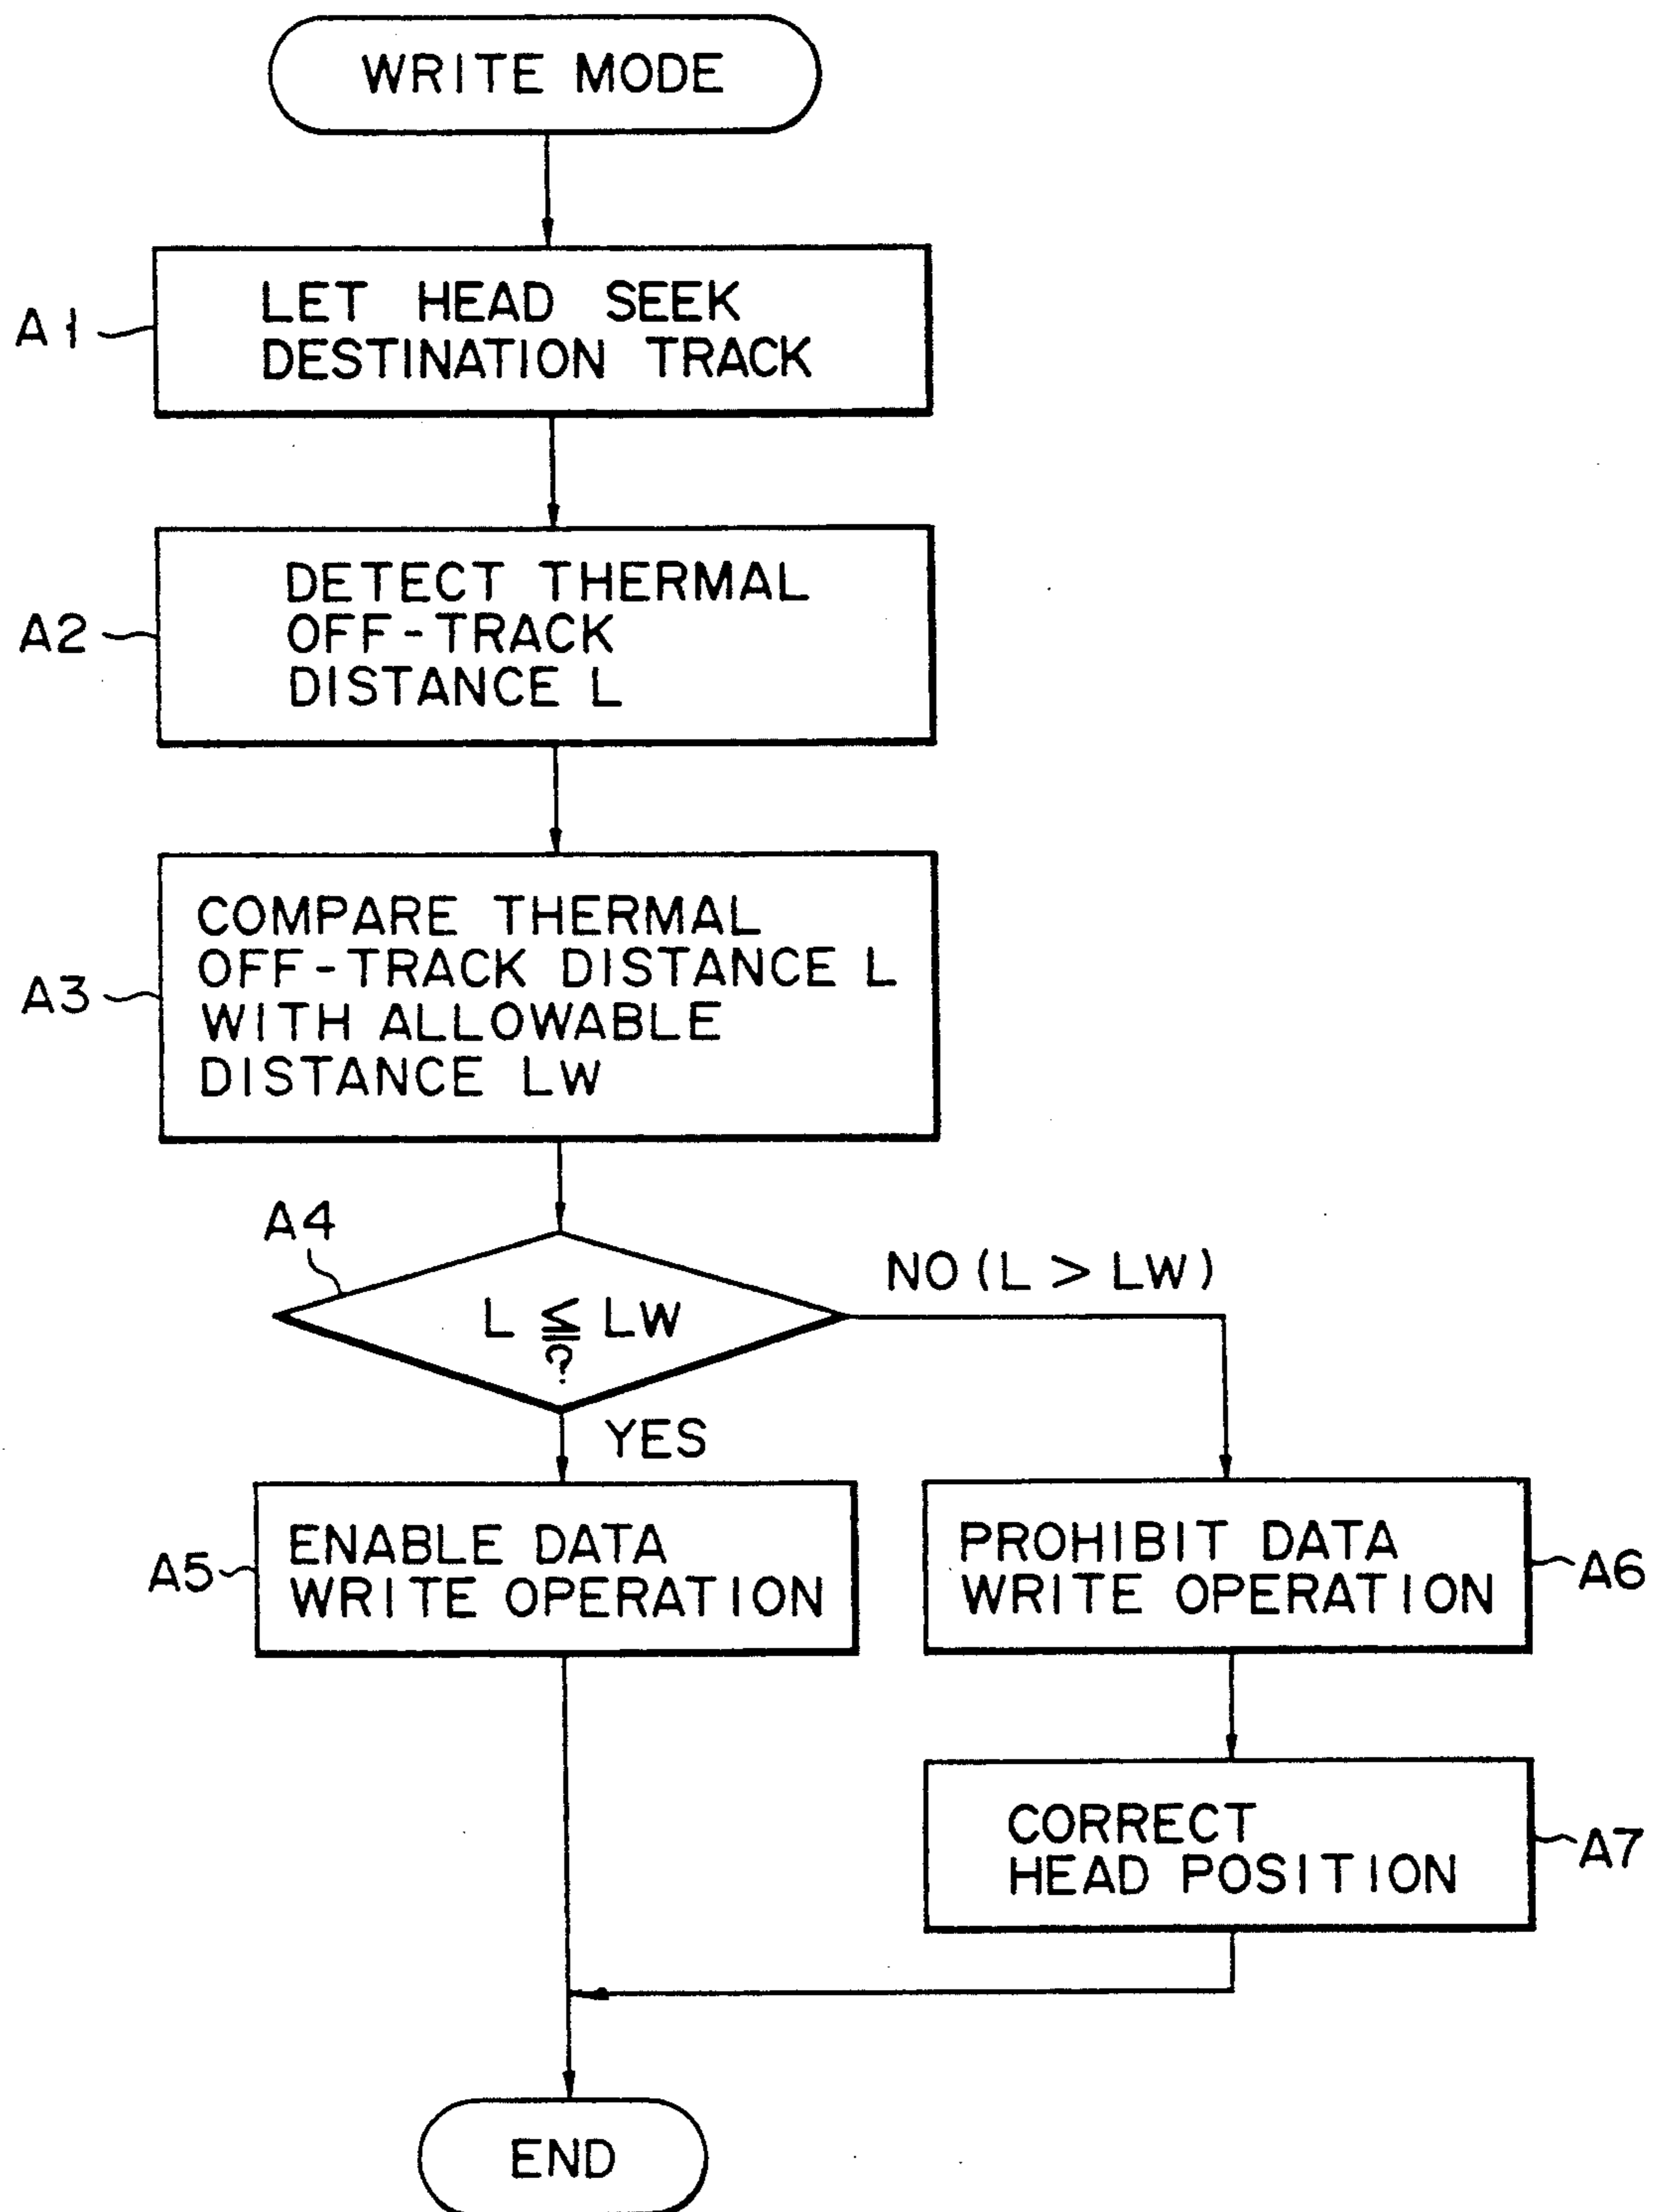 WRITE MODE
A1
LET HEAD SEEK
DESTINATION TRACK
A2
DETECT THERMAL
OFF-TRACK
DISTANCE L
A3
COMPARE THERMAL
OFF-TRACK DISTANCE L
WITH ALLOWABLE
DISTANCE LW
A4
L ≦ LW
?
NO (L > LW)
YES
A5
ENABLE DATA
WRITE OPERATION
PROHIBIT DATA
WRITE OPERATION
A6
CORRECT
HEAD POSITION
A7
END